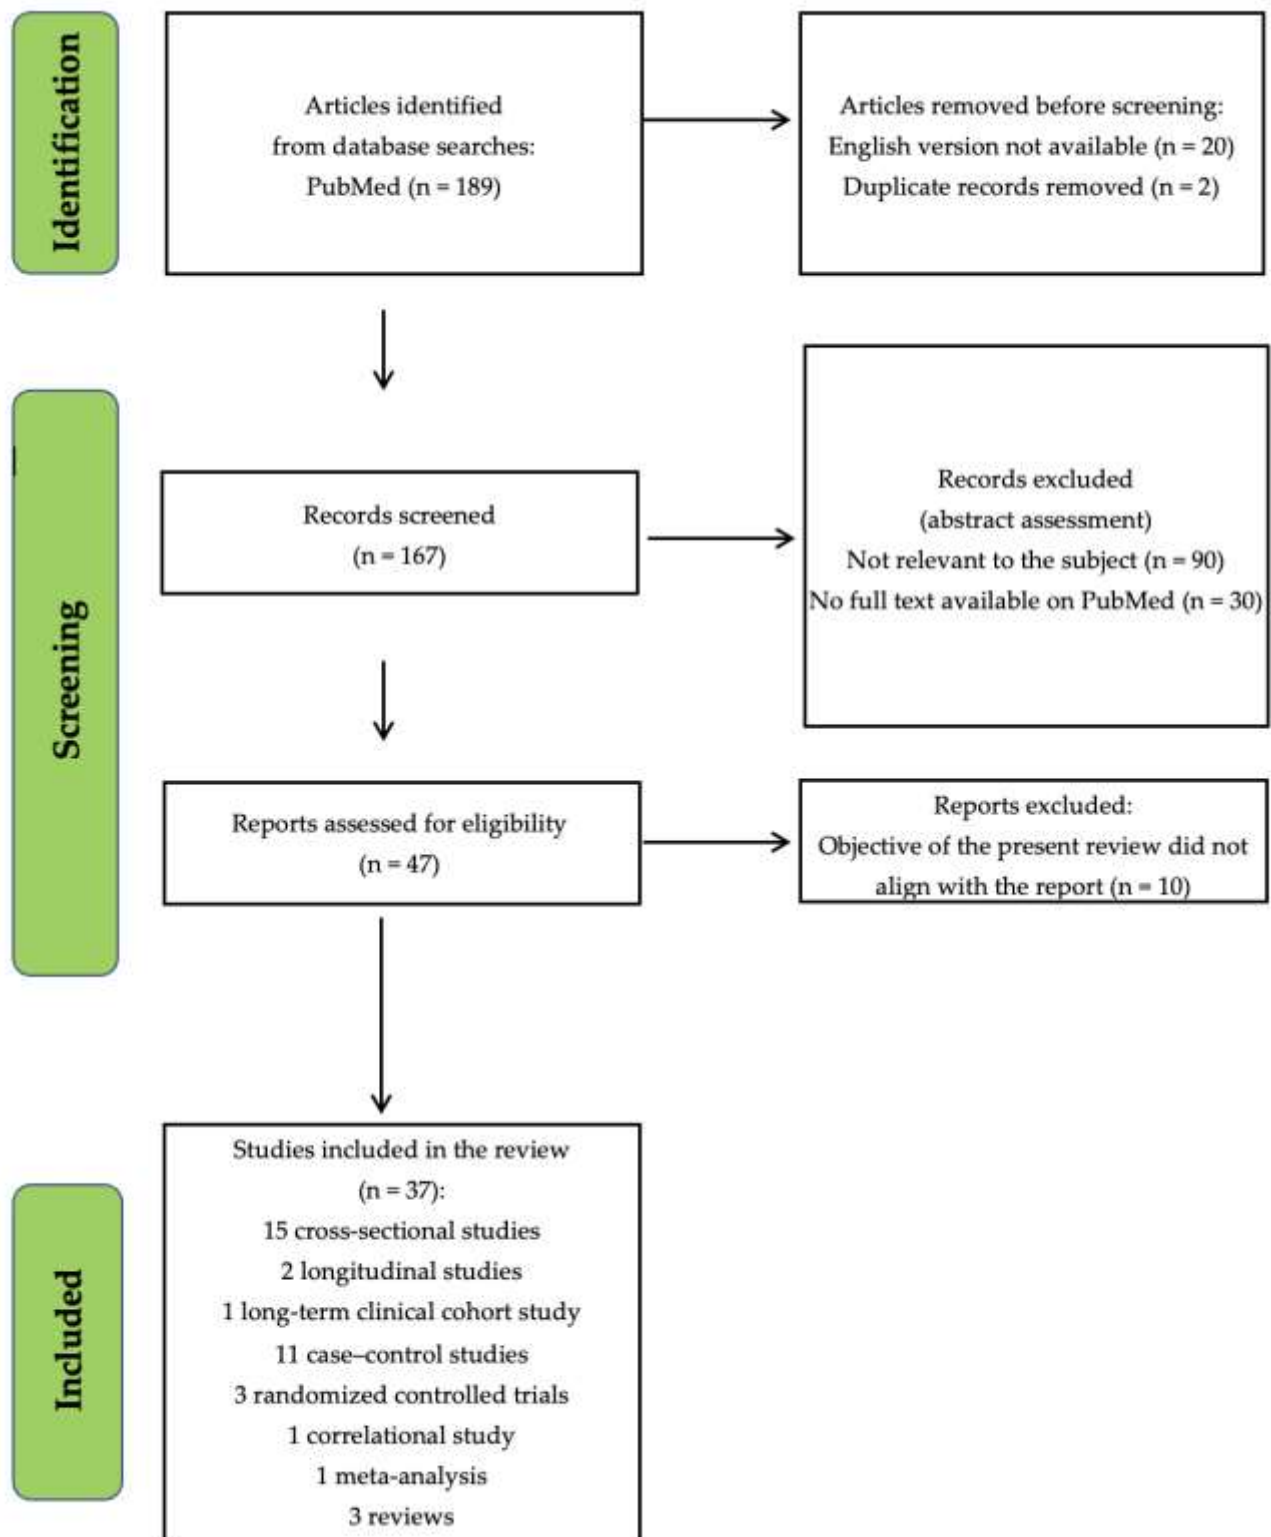 Identification
Articles identified
from database searches:
PubMed (n = 189)
Articles removed before screening:
English version not available (n = 20)
Duplicate records removed (n = 2)
Screening
Records screened
(n = 167)
Records excluded
(abstract assessment)
Not relevant to the subject (n = 90)
No full text available on PubMed (n = 30)
Reports assessed for eligibility
(n = 47)
Reports excluded:
Objective of the present review did not
align with the report (n = 10)
Included
Studies included in the review
(n = 37):
15 cross-sectional studies
2 longitudinal studies
1 long-term clinical cohort study
11 case–control studies
3 randomized controlled trials
1 correlational study
1 meta-analysis
3 reviews